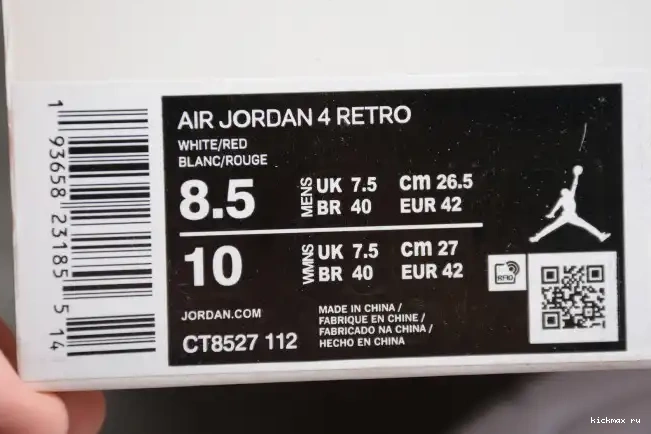 AIR JORDAN 4 RETRO
WHITE/RED
BLANC/ROUGE
8.5 MENS UK 7.5 cm 26.5
BR 40 EUR 42
10 WMNS UK 7.5 cm 27
BR 40 EUR 42
JORDAN.COM
CT8527 112
MADE IN CHINA /
FABRIQUE EN CHINE /
FABRICADO NA CHINA /
HECHO EN CHINA
RFID
1 93658 23185 5 14
kickmax ru